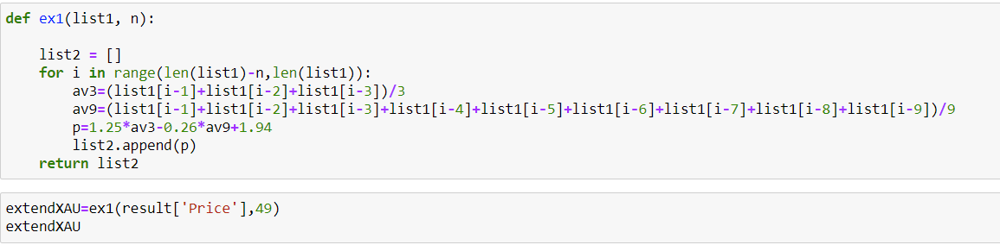 def ex1(list1, n):
    list2 = []
    for i in range(len(list1)-n,len(list1)):
        av3=(list1[i-1]+list1[i-2]+list1[i-3])/3
        av9=(list1[i-1]+list1[i-2]+list1[i-3]+list1[i-4]+list1[i-5]+list1[i-6]+list1[i-7]+list1[i-8]+list1[i-9])/9
        p=1.25*av3-0.26*av9+1.94
        list2.append(p)
    return list2
extendXAU=ex1(result['Price'],49)
extendXAU